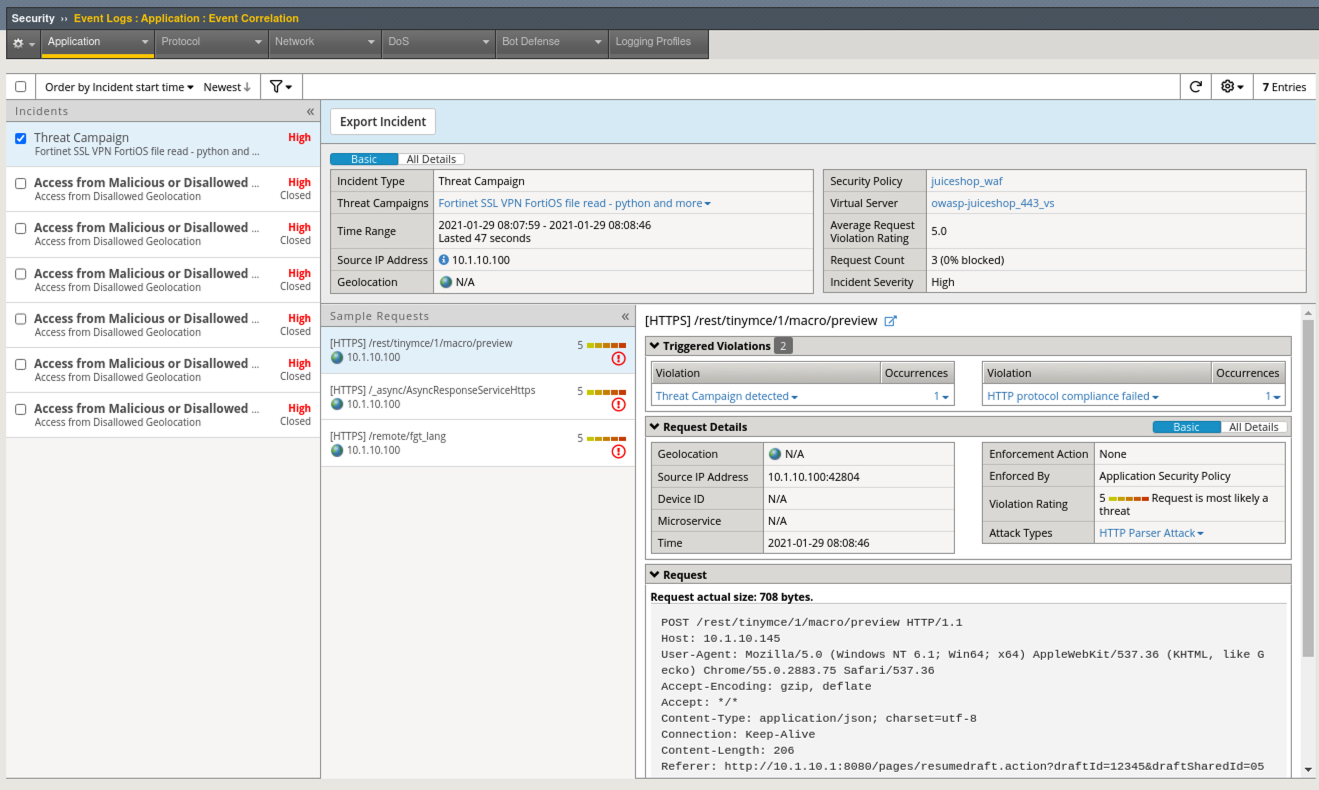 Security ›› Event Logs : Application : Event Correlation
Application Protocol Network DoS Bot Defense Logging Profiles
Order by Incident start time Newest↓ 7 Entries
Incidents «
Threat Campaign High
Fortinet SSL VPN FortiOS file read - python and ...
Access from Malicious or Disallowed ... High
Access from Disallowed Geolocation Closed
Access from Malicious or Disallowed ... High
Access from Disallowed Geolocation Closed
Access from Malicious or Disallowed ... High
Access from Disallowed Geolocation Closed
Access from Malicious or Disallowed ... High
Access from Disallowed Geolocation Closed
Access from Malicious or Disallowed ... High
Access from Disallowed Geolocation Closed
Access from Malicious or Disallowed ... High
Access from Disallowed Geolocation Closed
Export Incident
Basic All Details
Incident Type Threat Campaign
Threat Campaigns Fortinet SSL VPN FortiOS file read - python and more
Time Range 2021-01-29 08:07:59 - 2021-01-29 08:08:46
Lasted 47 seconds
Source IP Address 10.1.10.100
Geolocation N/A
Security Policy juiceshop_waf
Virtual Server owasp-juiceshop_443_vs
Average Request
Violation Rating 5.0
Request Count 3 (0% blocked)
Incident Severity High
Sample Requests «
[HTTPS] /rest/tinymce/1/macro/preview 5
10.1.10.100
[HTTPS] /_async/AsyncResponseServiceHttps 5
10.1.10.100
[HTTPS] /remote/fgt_lang 5
10.1.10.100
[HTTPS] /rest/tinymce/1/macro/preview
Triggered Violations 2
Violation Occurrences
Threat Campaign detected 1
Violation Occurrences
HTTP protocol compliance failed 1
Request Details Basic All Details
Geolocation N/A
Source IP Address 10.1.10.100:42804
Device ID N/A
Microservice N/A
Time 2021-01-29 08:08:46
Enforcement Action None
Enforced By Application Security Policy
Violation Rating 5 Request is most likely a
threat
Attack Types HTTP Parser Attack
Request
Request actual size: 708 bytes.
POST /rest/tinymce/1/macro/preview HTTP/1.1
Host: 10.1.10.145
User-Agent: Mozilla/5.0 (Windows NT 6.1; Win64; x64) AppleWebKit/537.36 (KHTML, like G
ecko) Chrome/55.0.2883.75 Safari/537.36
Accept-Encoding: gzip, deflate
Accept: */*
Content-Type: application/json; charset=utf-8
Connection: Keep-Alive
Content-Length: 206
Referer: http://10.1.10.1:8080/pages/resumedraft.action?draftId=12345&draftSharedId=05